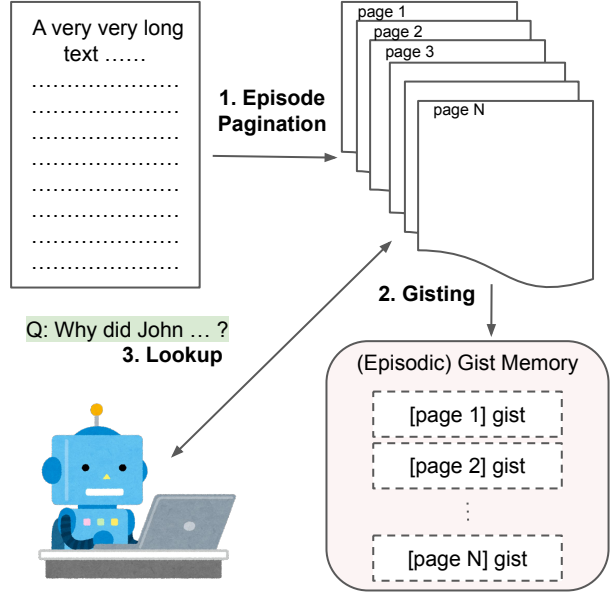 A very very long
text ......
1. Episode
Pagination
page 1
page 2
page 3
page N
2. Gisting
Q: Why did John ... ?
3. Lookup
(Episodic) Gist Memory
[page 1] gist
[page 2] gist
⋮
[page N] gist